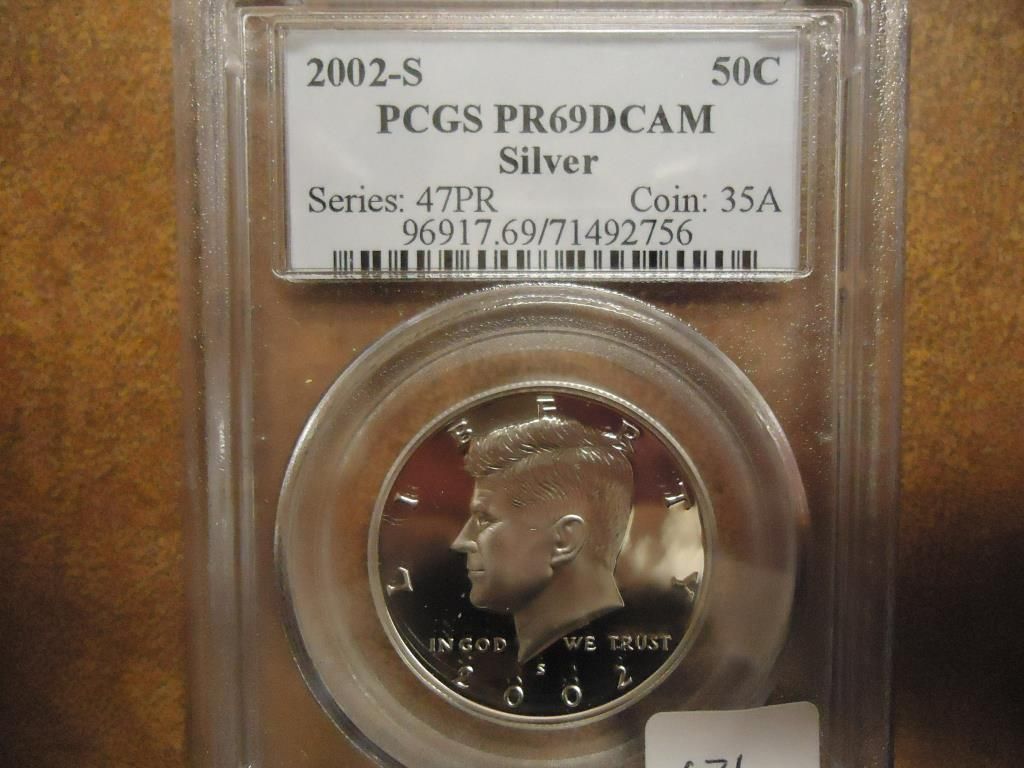 2002-S 50C
PCGS PR69DCAM
Silver
Series: 47PR Coin: 35A
96917.69/71492756
LIBERTY
IN GOD WE TRUST
S
2002